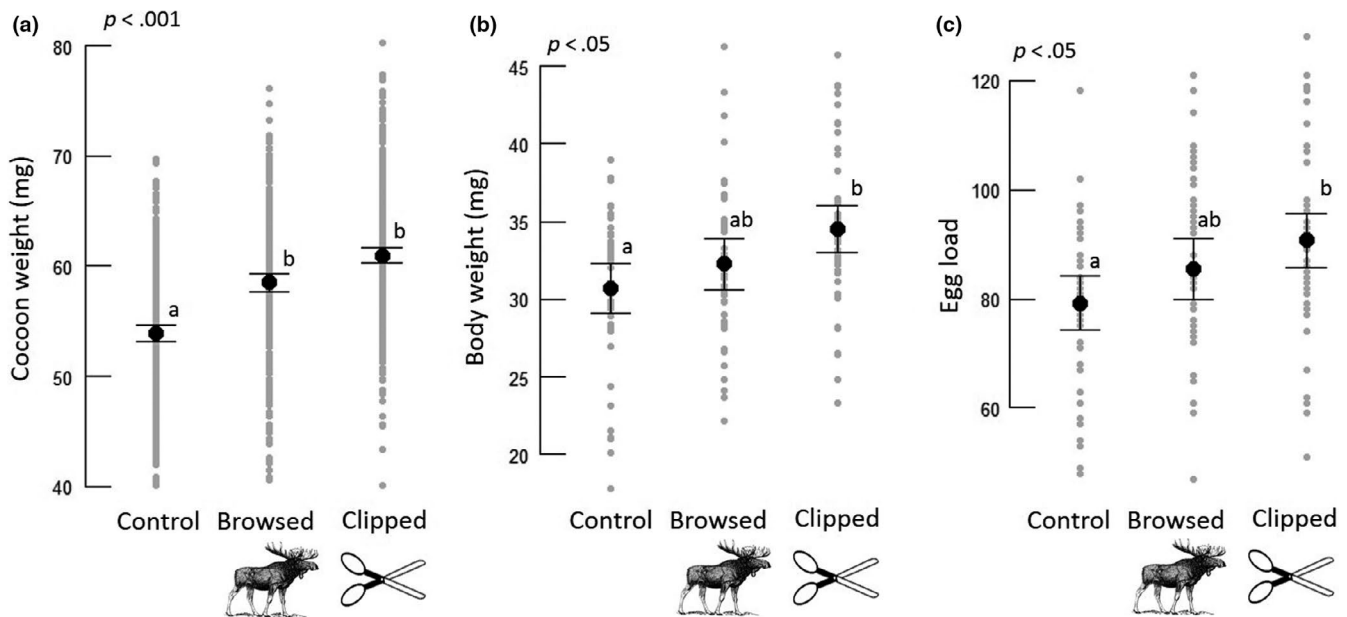 (a)
p < .001
Cocoon weight (mg)
80
70
60
50
40
a
b
b
Control Browsed Clipped
(b)
p < .05
Body weight (mg)
45
40
35
30
25
20
a
ab
b
Control Browsed Clipped
(c)
p < .05
Egg load
120
100
80
60
a
ab
b
Control Browsed Clipped